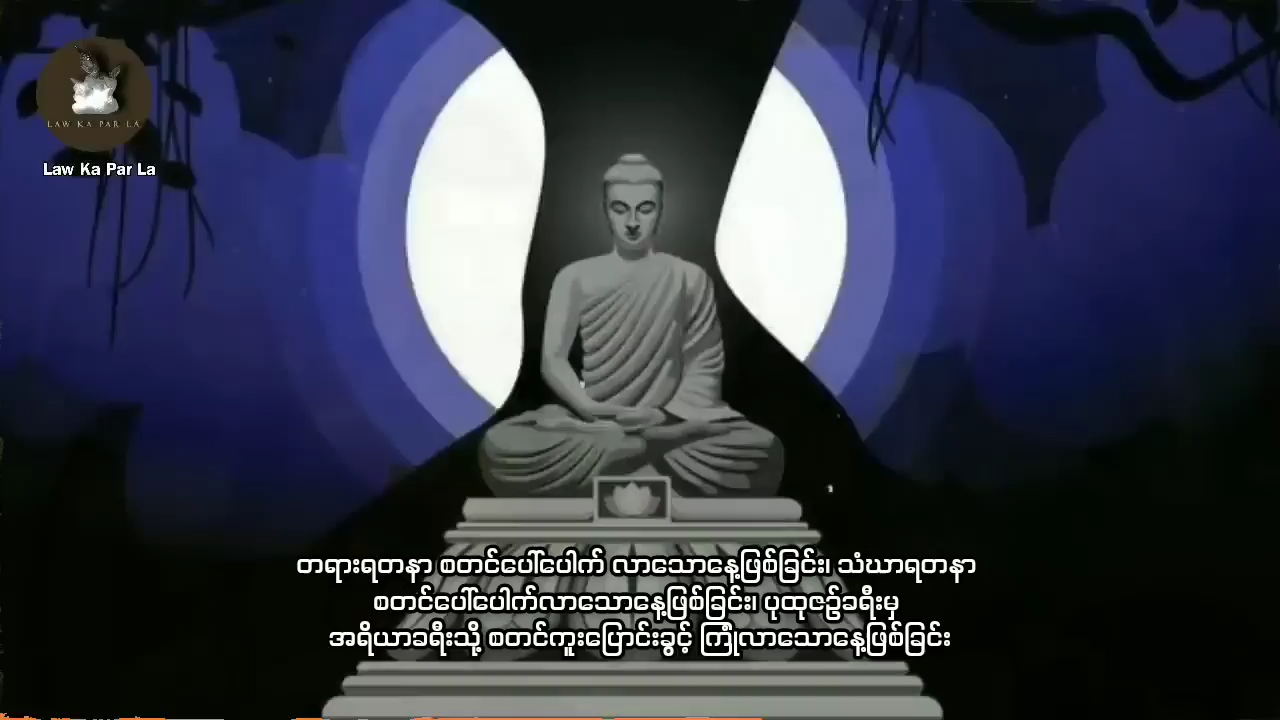 LAW KA PAR LA
Law Ka Par La
တရားရတနာ စတင်ပေါ်ပေါက် လာသောနေ့ဖြစ်ခြင်း၊ သံဃာရတနာ
စတင်ပေါ်ပေါက်လာသောနေ့ဖြစ်ခြင်း၊ ပုထုဇဉ်ခရီးမှ
အရိယာခရီးသို့ စတင်ကူးပြောင်းခွင့် ကြုံလာသောနေ့ဖြစ်ခြင်း